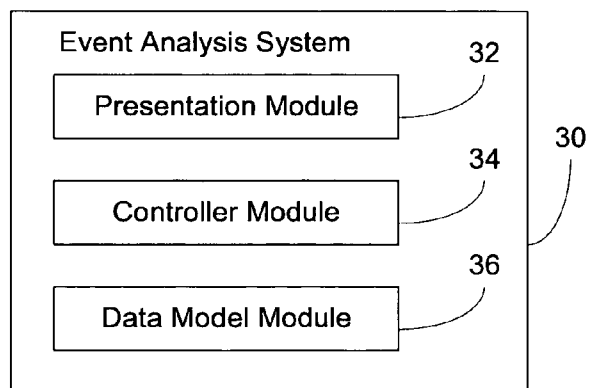 Event Analysis System
32
Presentation Module
30
34
Controller Module
36
Data Model Module